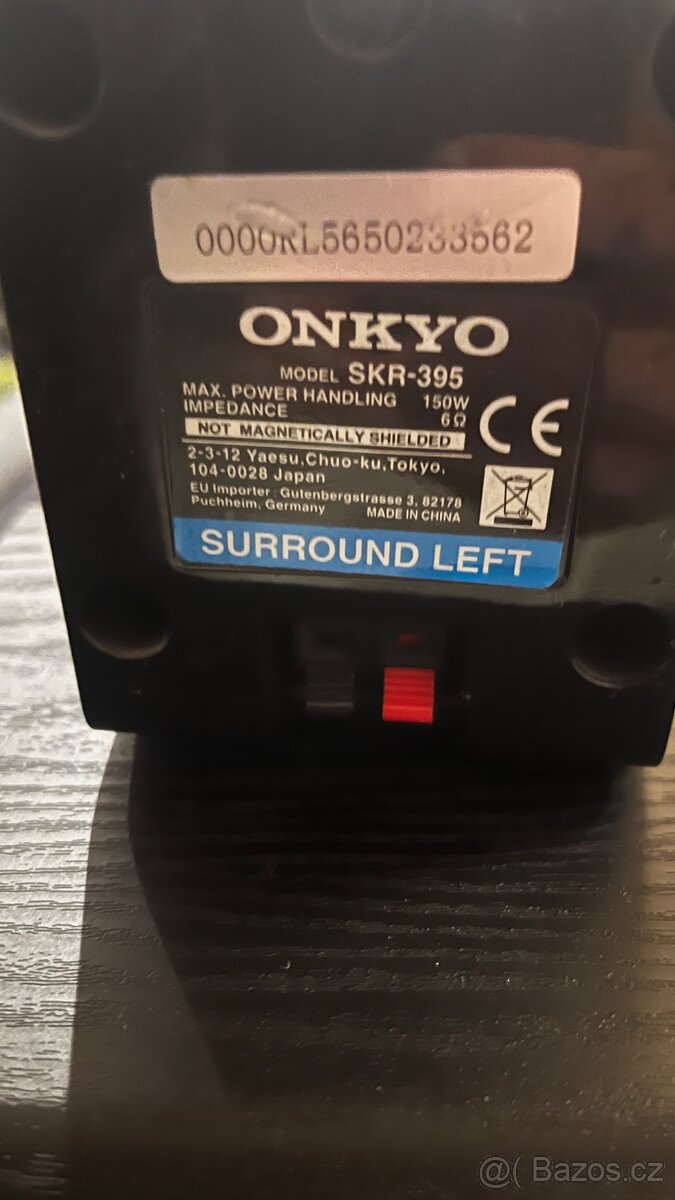 0000RL5650233562
ONKYO
MODEL SKR-395
MAX. POWER HANDLING 150W
IMPEDANCE 6Ω
NOT MAGNETICALLY SHIELDED
2-3-12 Yaesu,Chuo-ku,Tokyo,
104-0028 Japan
EU Importer : Gutenbergstrasse 3, 82178
Puchheim, Germany MADE IN CHINA
CE
SURROUND LEFT
@( Bazos.cz